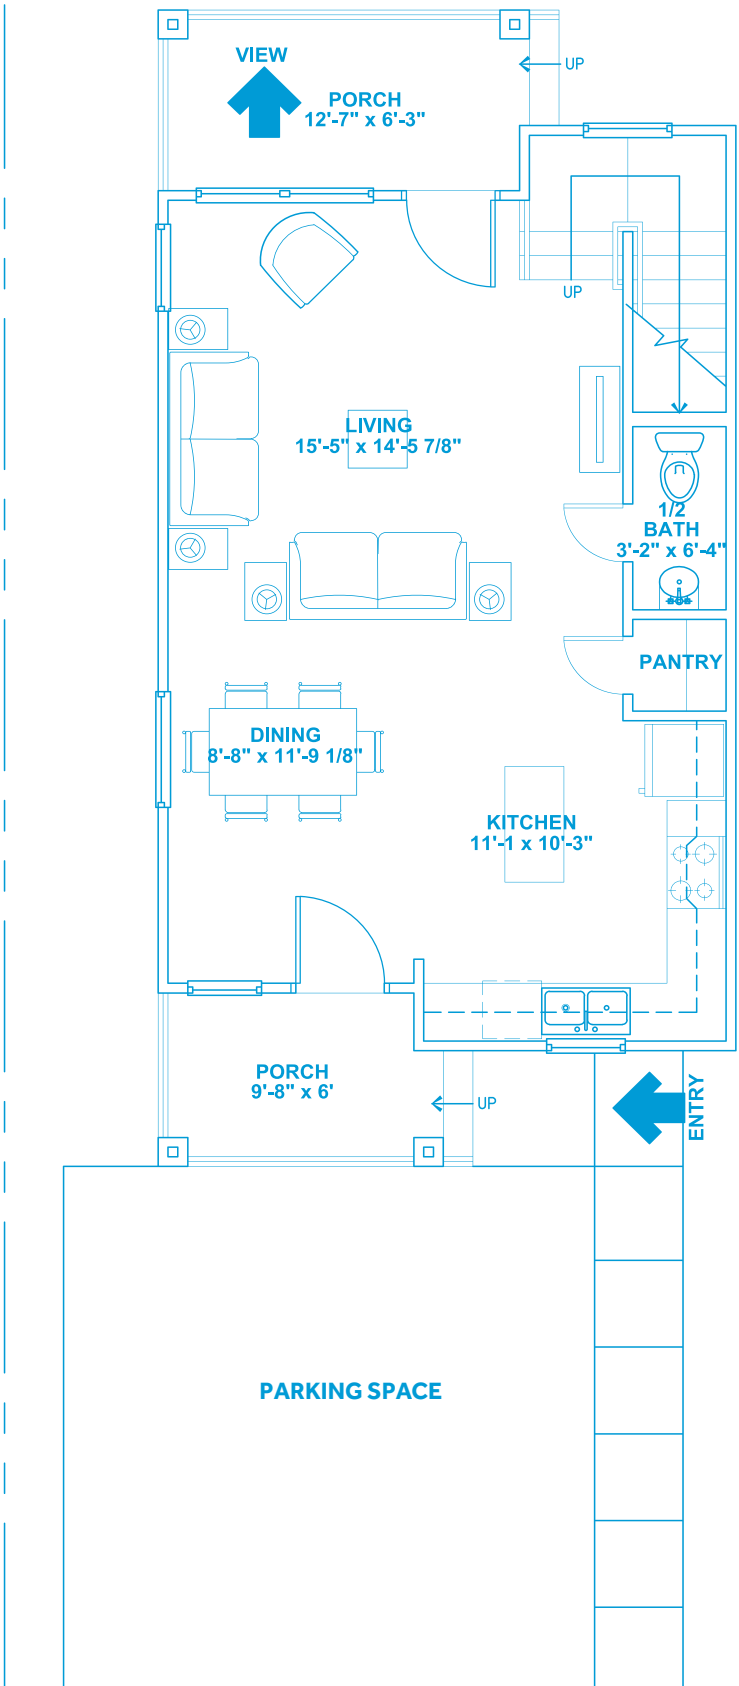 VIEW
UP
PORCH
12'-7" x 6'-3"
UP
LIVING
15'-5" x 14'-5 7/8"
1/2
BATH
3'-2" x 6'-4"
PANTRY
DINING
8'-8" x 11'-9 1/8"
KITCHEN
11'-1 x 10'-3"
PORCH
9'-8" x 6'
UP
ENTRY
PARKING SPACE